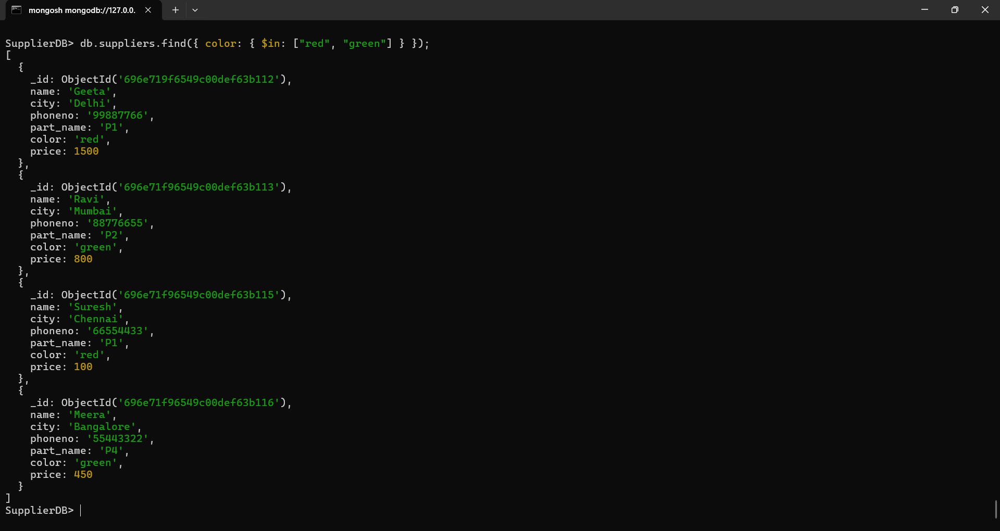 mongosh mongodb://127.0.0.
SupplierDB> db.suppliers.find({ color: { $in: ["red", "green"] } });
[
  {
    _id: ObjectId('696e719f6549c00def63b112'),
    name: 'Geeta',
    city: 'Delhi',
    phoneno: '99887766',
    part_name: 'P1',
    color: 'red',
    price: 1500
  },
  {
    _id: ObjectId('696e71f96549c00def63b113'),
    name: 'Ravi',
    city: 'Mumbai',
    phoneno: '88776655',
    part_name: 'P2',
    color: 'green',
    price: 800
  },
  {
    _id: ObjectId('696e71f96549c00def63b115'),
    name: 'Suresh',
    city: 'Chennai',
    phoneno: '66554433',
    part_name: 'P1',
    color: 'red',
    price: 100
  },
  {
    _id: ObjectId('696e71f96549c00def63b116'),
    name: 'Meera',
    city: 'Bangalore',
    phoneno: '55443322',
    part_name: 'P4',
    color: 'green',
    price: 450
  }
]
SupplierDB>